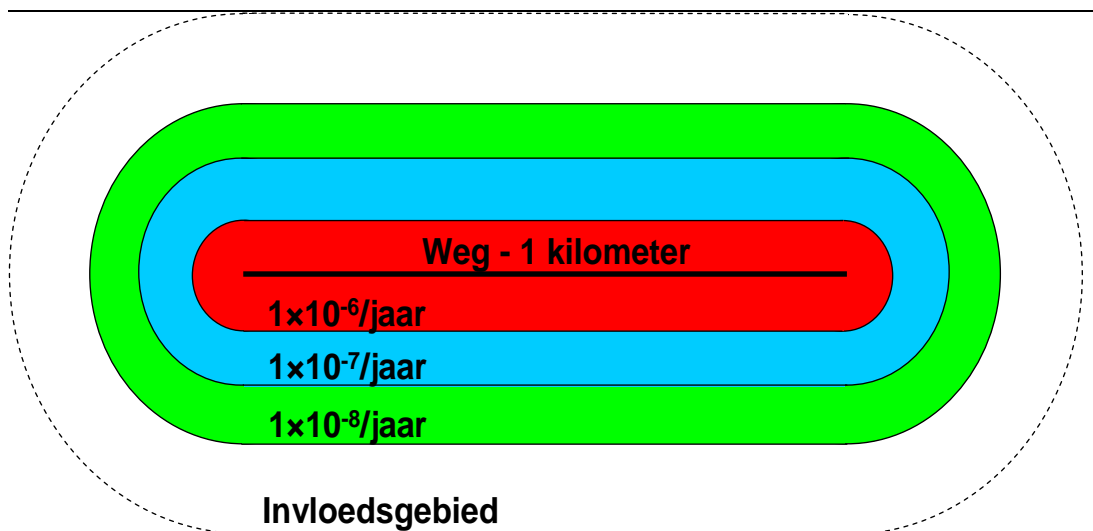 Weg - 1 kilometer
1×10⁻⁶/jaar
1×10⁻⁷/jaar
1×10⁻⁸/jaar
Invloedsgebied